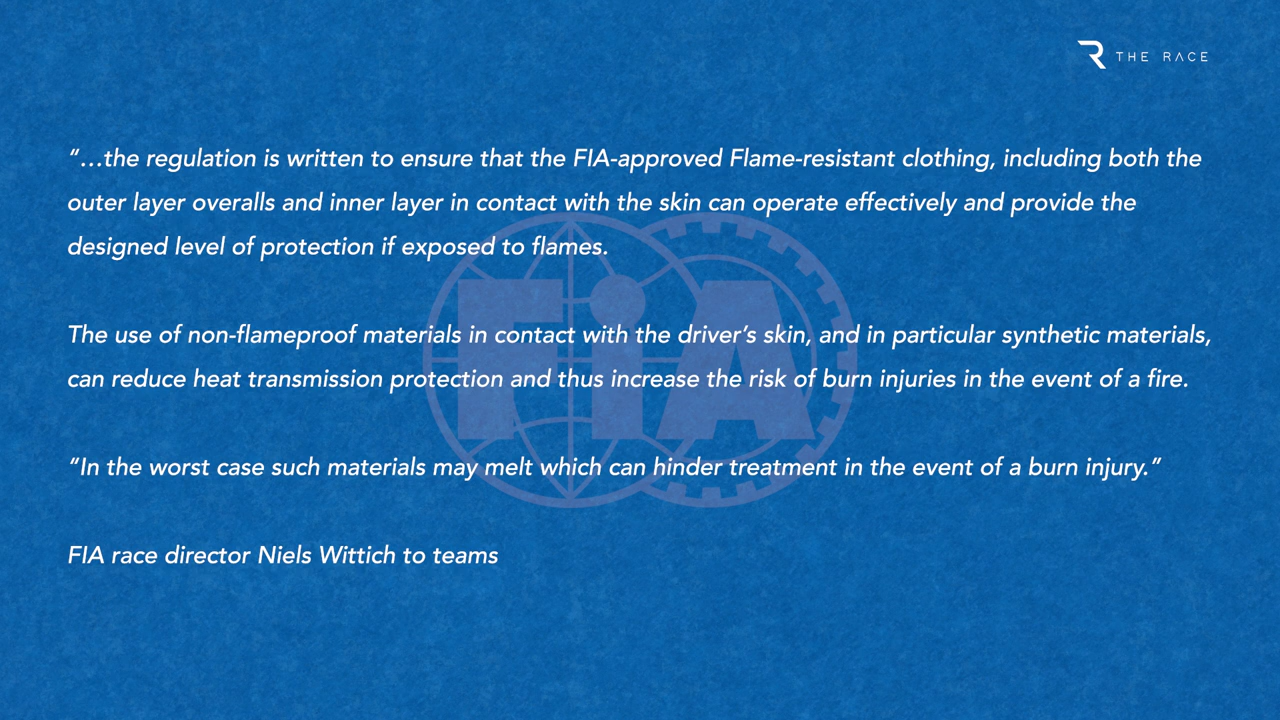 THE RACE
“…the regulation is written to ensure that the FIA-approved Flame-resistant clothing, including both the
outer layer overalls and inner layer in contact with the skin can operate effectively and provide the
designed level of protection if exposed to flames.
The use of non-flameproof materials in contact with the driver’s skin, and in particular synthetic materials,
can reduce heat transmission protection and thus increase the risk of burn injuries in the event of a fire.
“In the worst case such materials may melt which can hinder treatment in the event of a burn injury.”
FIA race director Niels Wittich to teams
FiA